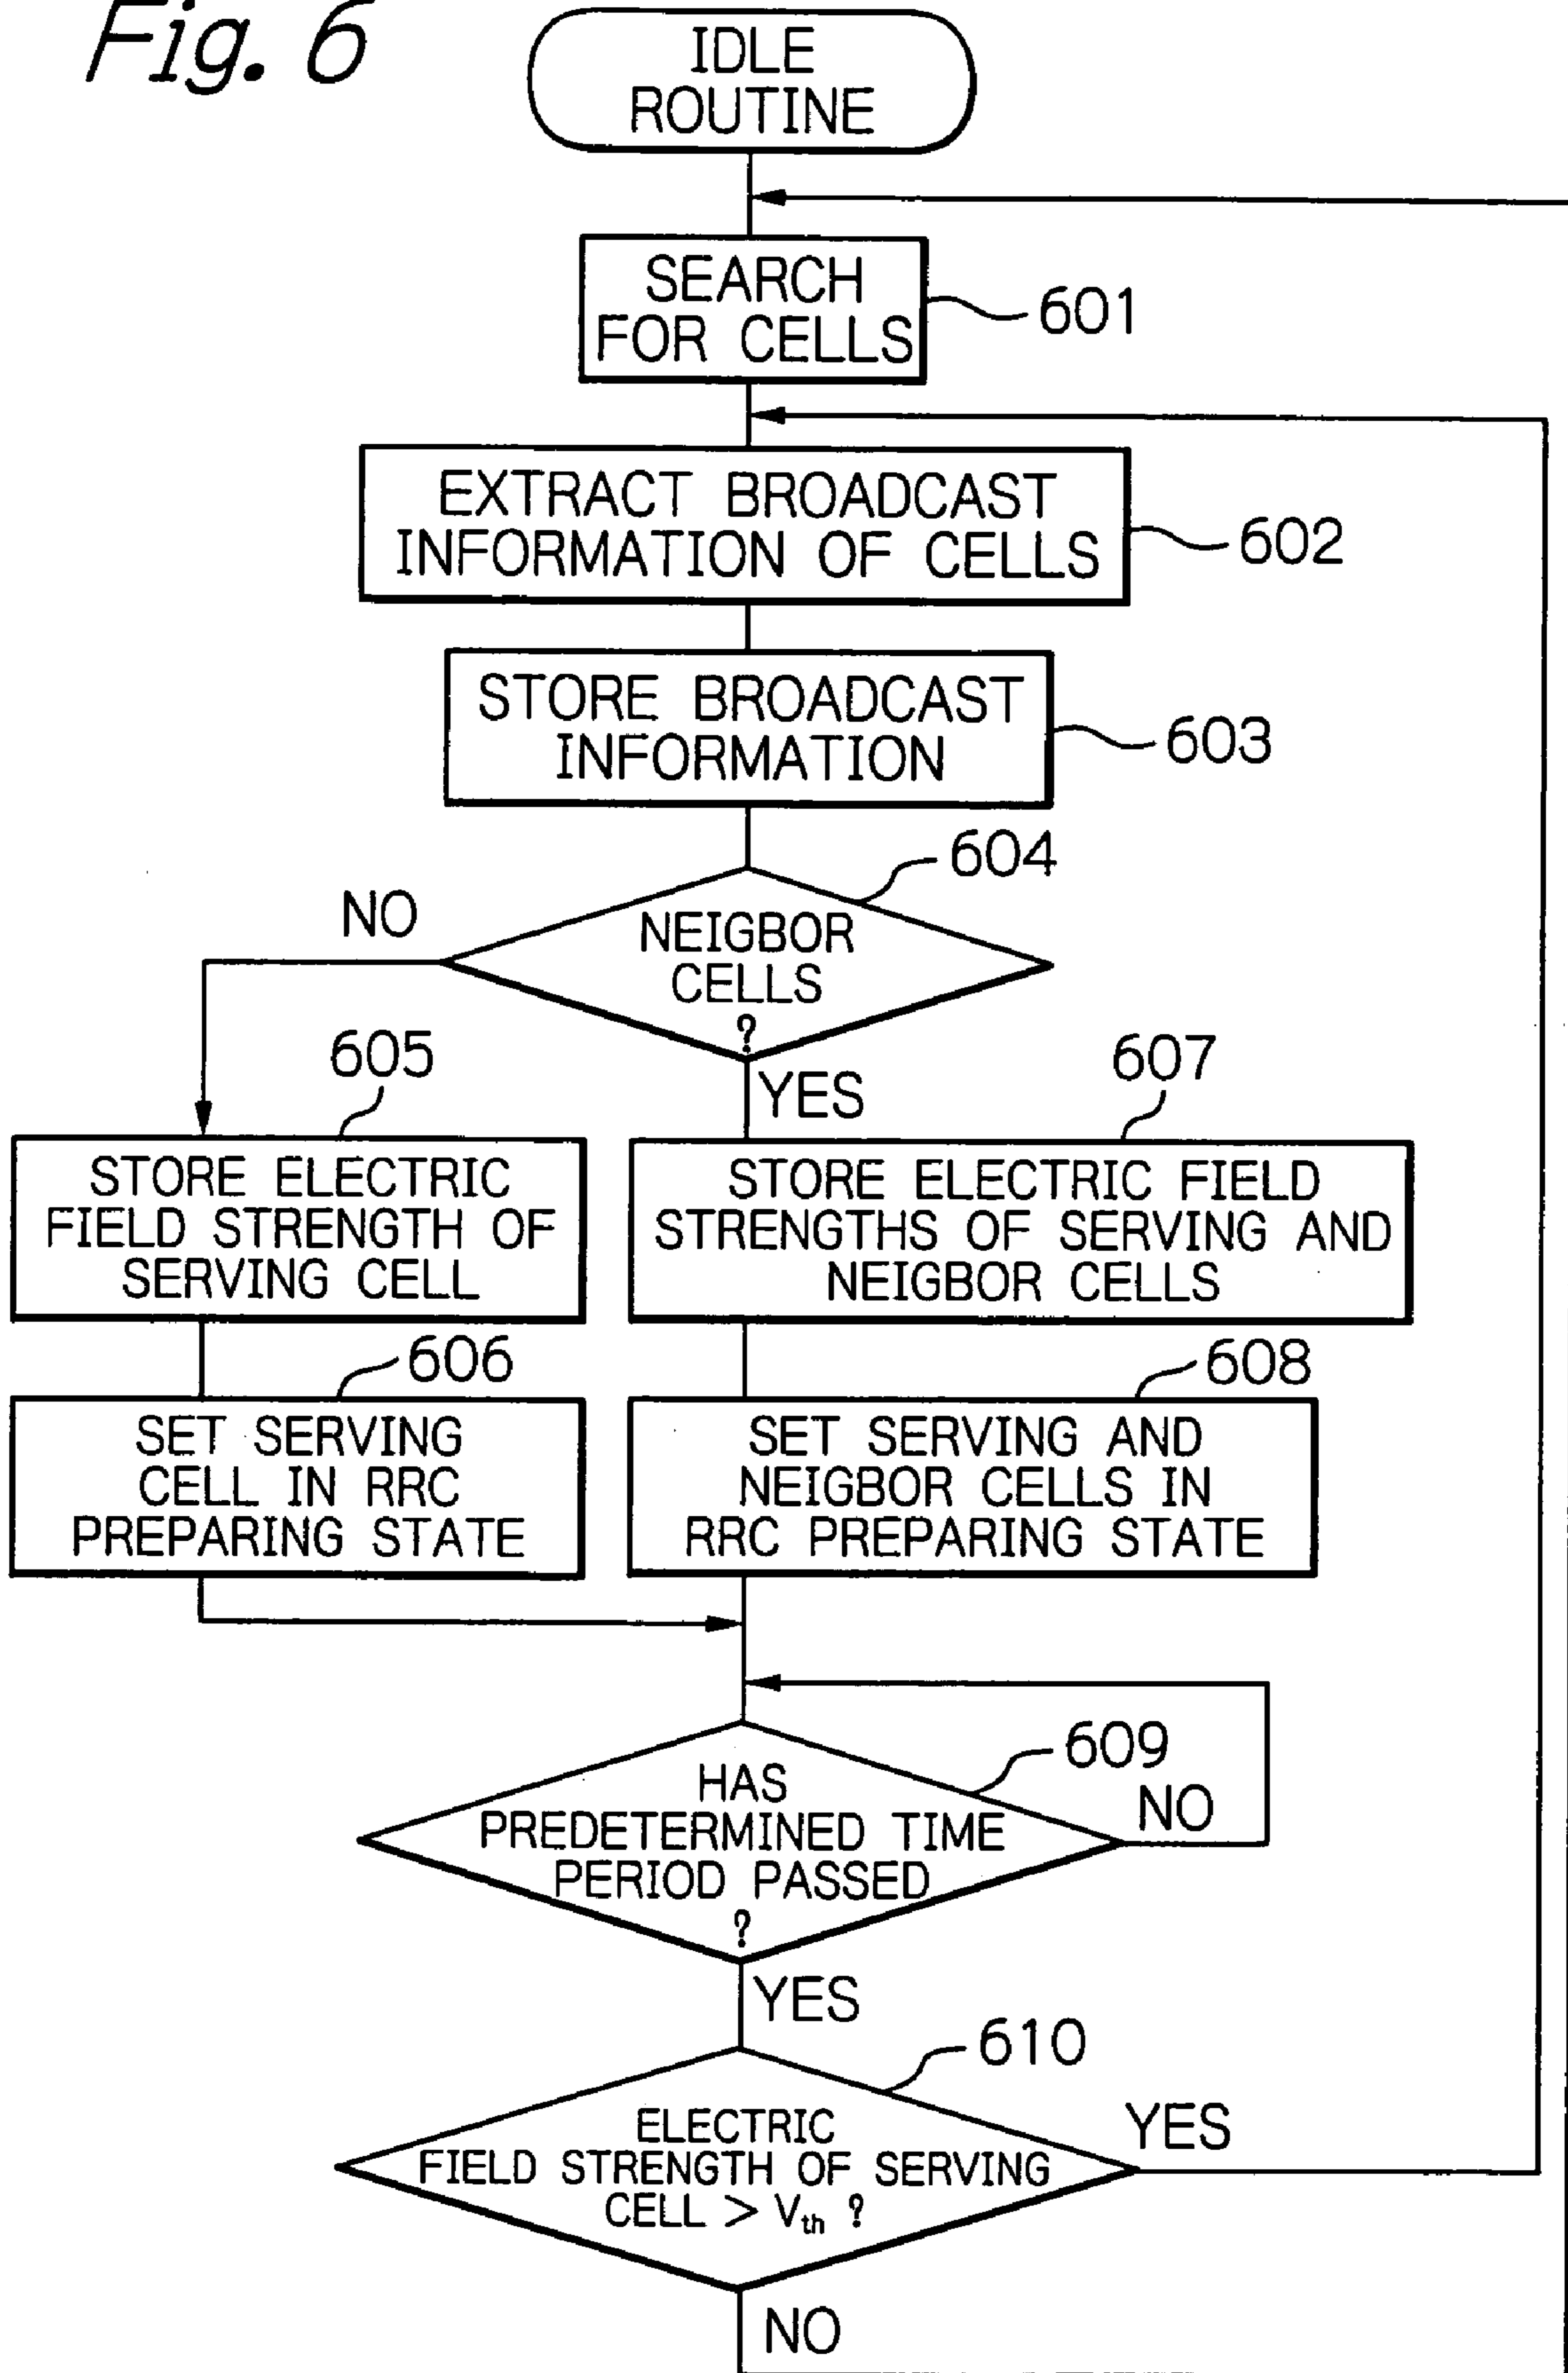 Fig. 6
IDLE
ROUTINE
SEARCH
FOR CELLS
601
EXTRACT BROADCAST
INFORMATION OF CELLS
602
STORE BROADCAST
INFORMATION
603
604
NO
NEIGBOR
CELLS
?
YES
605
607
STORE ELECTRIC
FIELD STRENGTH OF
SERVING CELL
STORE ELECTRIC FIELD
STRENGTHS OF SERVING AND
NEIGBOR CELLS
606
608
SET SERVING
CELL IN RRC
PREPARING STATE
SET SERVING AND
NEIGBOR CELLS IN
RRC PREPARING STATE
609
HAS
PREDETERMINED TIME
PERIOD PASSED
?
NO
YES
610
ELECTRIC
FIELD STRENGTH OF SERVING
CELL > Vth ?
YES
NO